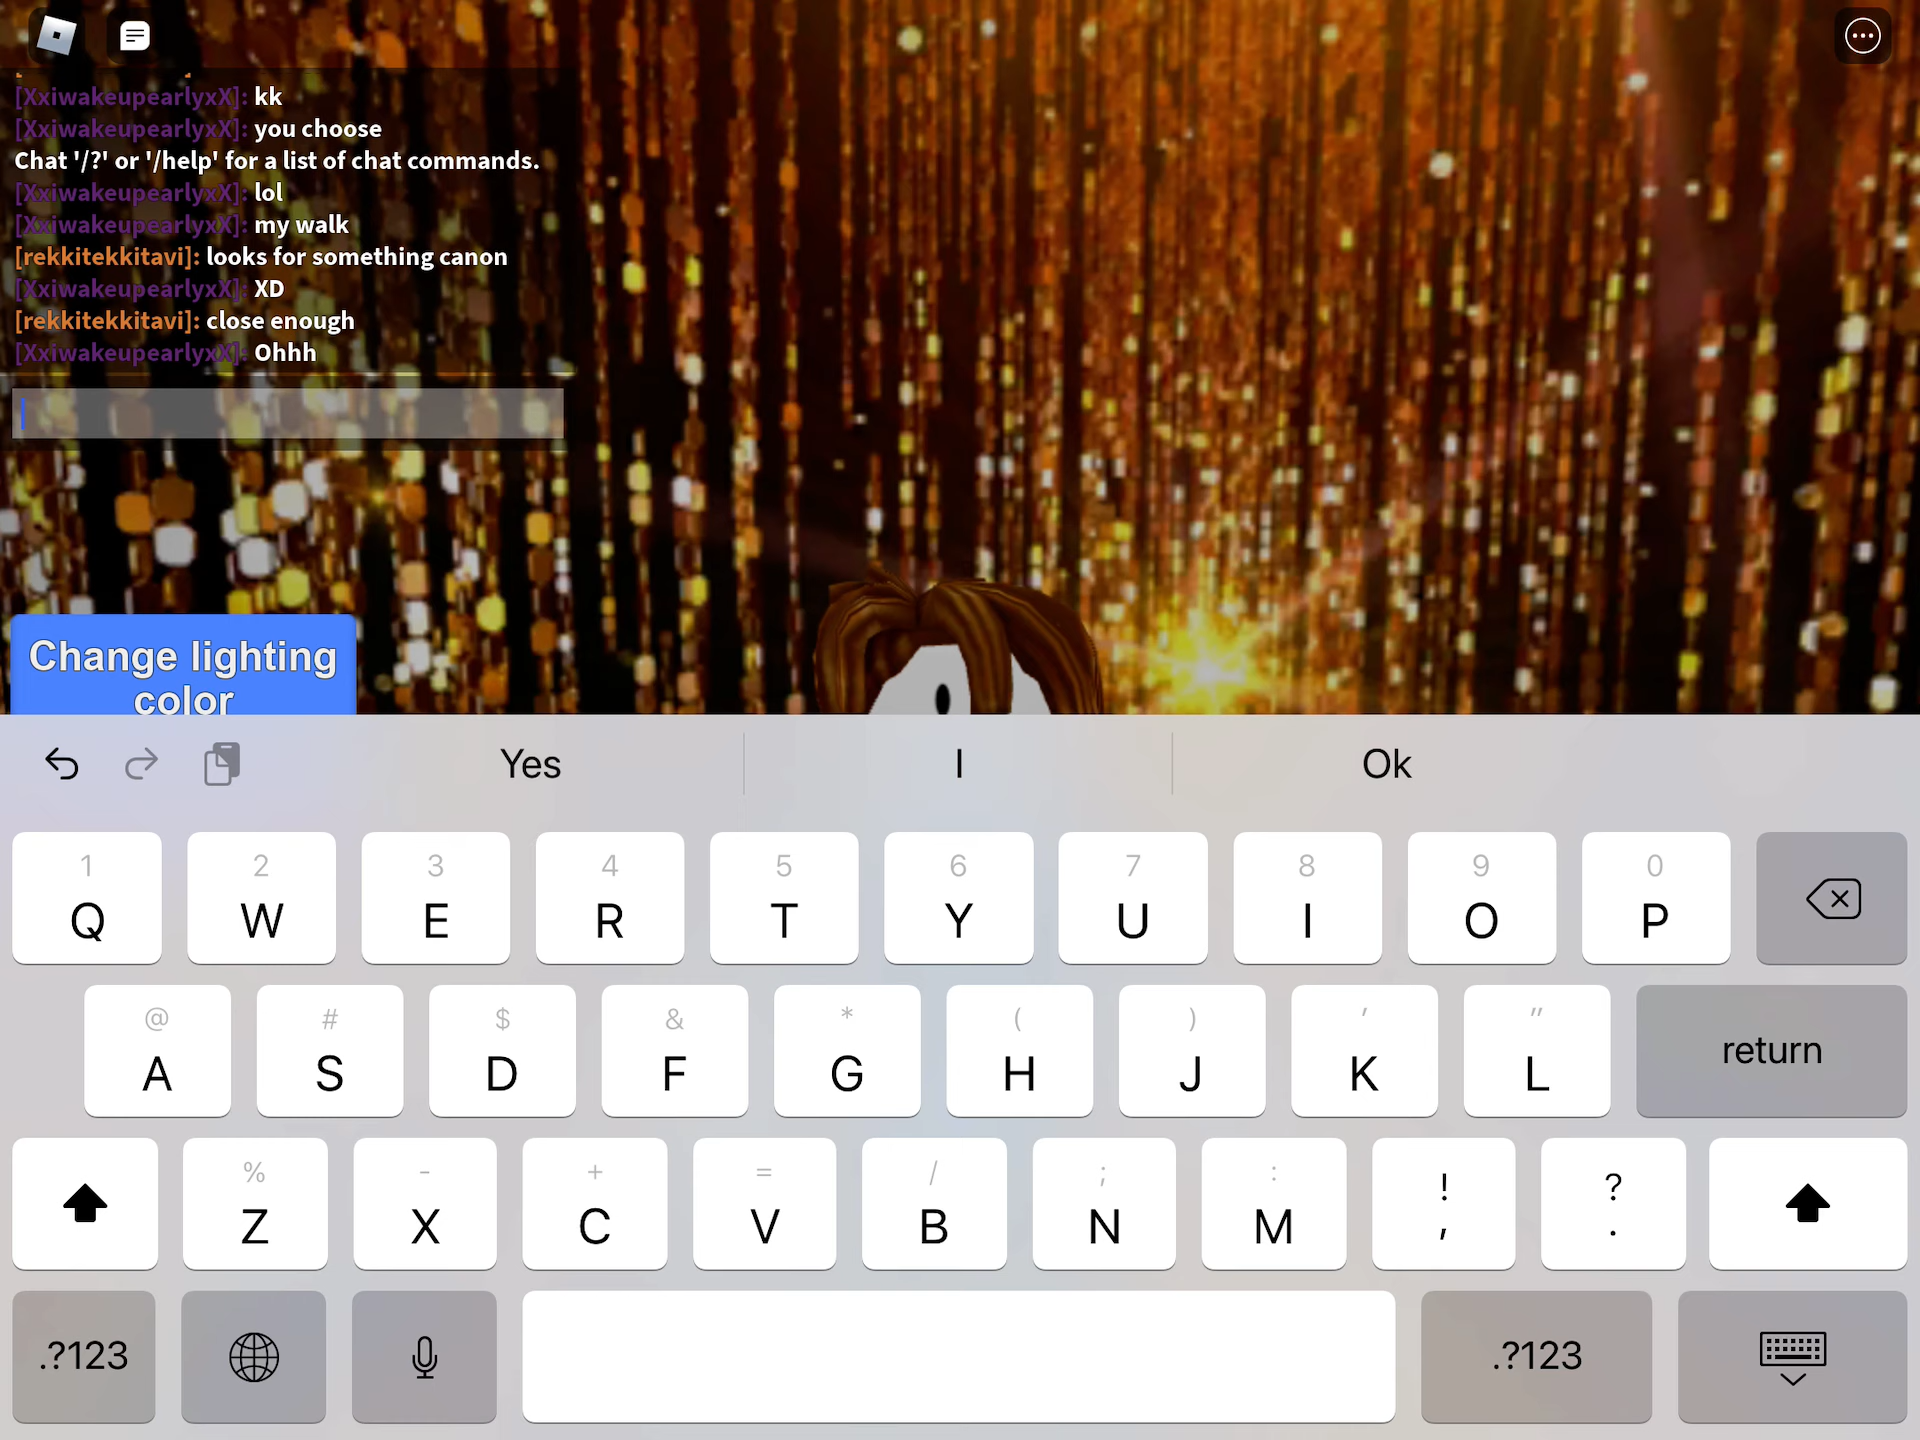 [XxiwakeupearlyxX]: kk
[XxiwakeupearlyxX]: you choose
Chat '/?' or '/help' for a list of chat commands.
[XxiwakeupearlyxX]: lol
[XxiwakeupearlyxX]: my walk
[rekkitekkitavi]: looks for something canon
[XxiwakeupearlyxX]: XD
[rekkitekkitavi]: close enough
[XxiwakeupearlyxX]: Ohhh
Change lighting
color
Yes I Ok
1 2 3 4 5 6 7 8 9 0
Q W E R T Y U I O P
@ # $ & * ( ) ' "
A S D F G H J K L return
% - + = / ; : ! ?
Z X C V B N M , .
.?123 .?123